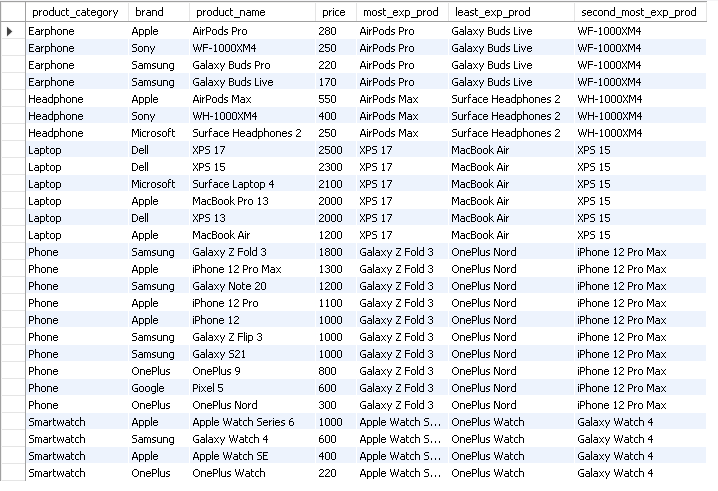 product_category brand product_name price most_exp_prod least_exp_prod second_most_exp_prod
Earphone Apple AirPods Pro 280 AirPods Pro Galaxy Buds Live WF-1000XM4
Earphone Sony WF-1000XM4 250 AirPods Pro Galaxy Buds Live WF-1000XM4
Earphone Samsung Galaxy Buds Pro 220 AirPods Pro Galaxy Buds Live WF-1000XM4
Earphone Samsung Galaxy Buds Live 170 AirPods Pro Galaxy Buds Live WF-1000XM4
Headphone Apple AirPods Max 550 AirPods Max Surface Headphones 2 WH-1000XM4
Headphone Sony WH-1000XM4 400 AirPods Max Surface Headphones 2 WH-1000XM4
Headphone Microsoft Surface Headphones 2 250 AirPods Max Surface Headphones 2 WH-1000XM4
Laptop Dell XPS 17 2500 XPS 17 MacBook Air XPS 15
Laptop Dell XPS 15 2300 XPS 17 MacBook Air XPS 15
Laptop Microsoft Surface Laptop 4 2100 XPS 17 MacBook Air XPS 15
Laptop Apple MacBook Pro 13 2000 XPS 17 MacBook Air XPS 15
Laptop Dell XPS 13 2000 XPS 17 MacBook Air XPS 15
Laptop Apple MacBook Air 1200 XPS 17 MacBook Air XPS 15
Phone Samsung Galaxy Z Fold 3 1800 Galaxy Z Fold 3 OnePlus Nord iPhone 12 Pro Max
Phone Apple iPhone 12 Pro Max 1300 Galaxy Z Fold 3 OnePlus Nord iPhone 12 Pro Max
Phone Samsung Galaxy Note 20 1200 Galaxy Z Fold 3 OnePlus Nord iPhone 12 Pro Max
Phone Apple iPhone 12 Pro 1100 Galaxy Z Fold 3 OnePlus Nord iPhone 12 Pro Max
Phone Apple iPhone 12 1000 Galaxy Z Fold 3 OnePlus Nord iPhone 12 Pro Max
Phone Samsung Galaxy Z Flip 3 1000 Galaxy Z Fold 3 OnePlus Nord iPhone 12 Pro Max
Phone Samsung Galaxy S21 1000 Galaxy Z Fold 3 OnePlus Nord iPhone 12 Pro Max
Phone OnePlus OnePlus 9 800 Galaxy Z Fold 3 OnePlus Nord iPhone 12 Pro Max
Phone Google Pixel 5 600 Galaxy Z Fold 3 OnePlus Nord iPhone 12 Pro Max
Phone OnePlus OnePlus Nord 300 Galaxy Z Fold 3 OnePlus Nord iPhone 12 Pro Max
Smartwatch Apple Apple Watch Series 6 1000 Apple Watch S... OnePlus Watch Galaxy Watch 4
Smartwatch Samsung Galaxy Watch 4 600 Apple Watch S... OnePlus Watch Galaxy Watch 4
Smartwatch Apple Apple Watch SE 400 Apple Watch S... OnePlus Watch Galaxy Watch 4
Smartwatch OnePlus OnePlus Watch 220 Apple Watch S... OnePlus Watch Galaxy Watch 4